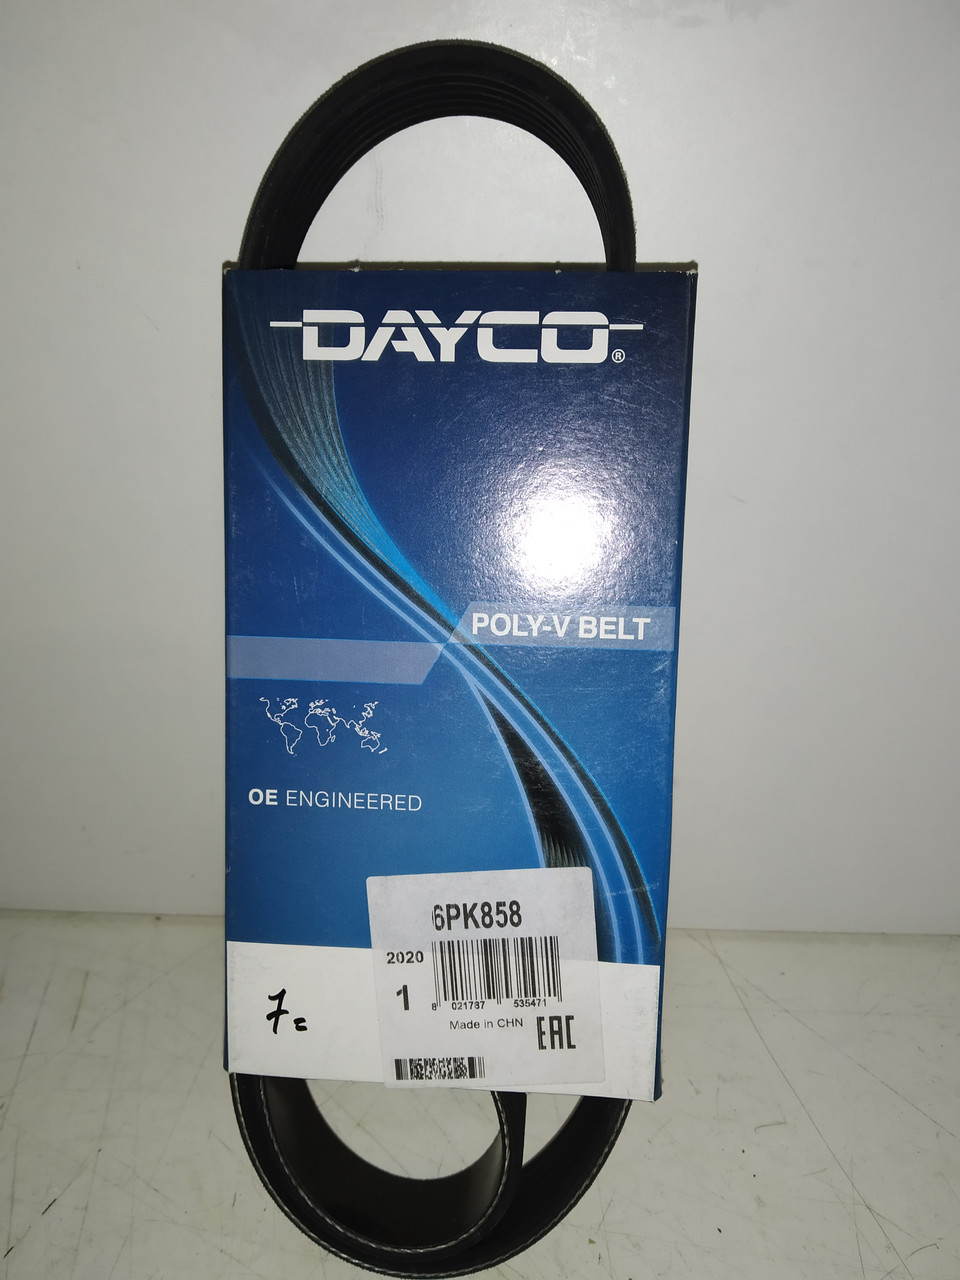 DAYCO®
POLY-V BELT
OE ENGINEERED
6PK858
2020
1
8 021787 535471
Made in CHN
EAC
7=